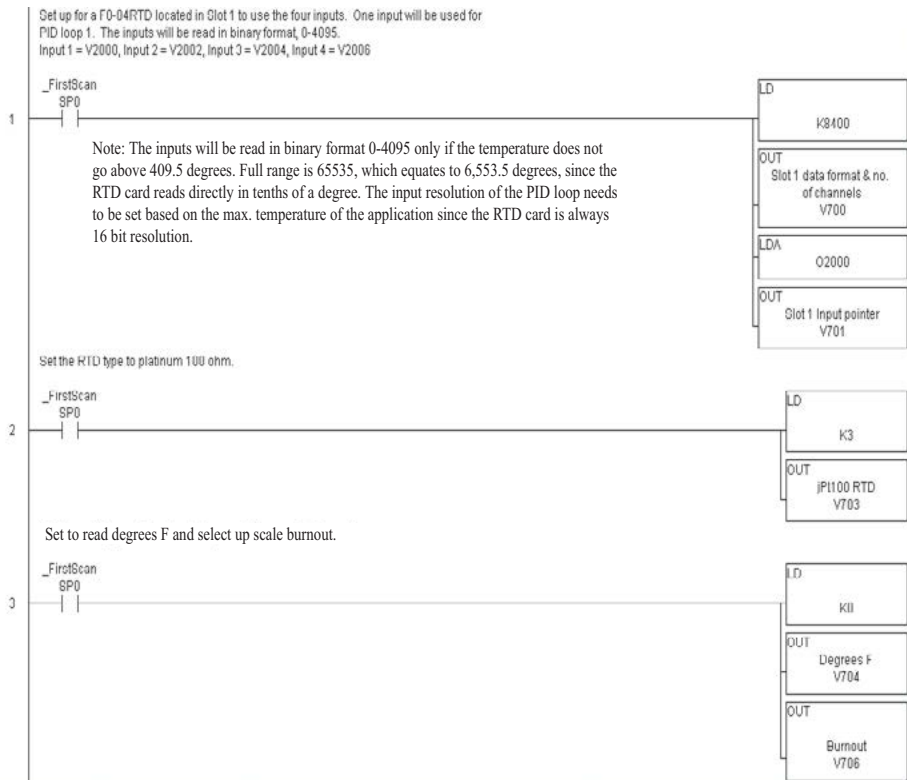 Set up for a F0-04RTD located in Slot 1 to use the four inputs.  One input will be used for
PID loop 1.  The inputs will be read in binary format, 0-4095.
Input 1 = V2000, Input 2 = V2002, Input 3 = V2004, Input 4 = V2006
_FirstScan
SP0
1
LD
K8400
OUT
Slot 1 data format & no.
of channels
V700
LDA
O2000
OUT
Slot 1 Input pointer
V701
Note: The inputs will be read in binary format 0-4095 only if the temperature does not
go above 409.5 degrees. Full range is 65535, which equates to 6,553.5 degrees, since the
RTD card reads directly in tenths of a degree. The input resolution of the PID loop needs
to be set based on the max. temperature of the application since the RTD card is always
16 bit resolution.
Set the RTD type to platinum 100 ohm.
_FirstScan
SP0
2
LD
K3
OUT
jPt100 RTD
V703
Set to read degrees F and select up scale burnout.
_FirstScan
SP0
3
LD
OUT
Degrees F
V704
OUT
Burnout
V706